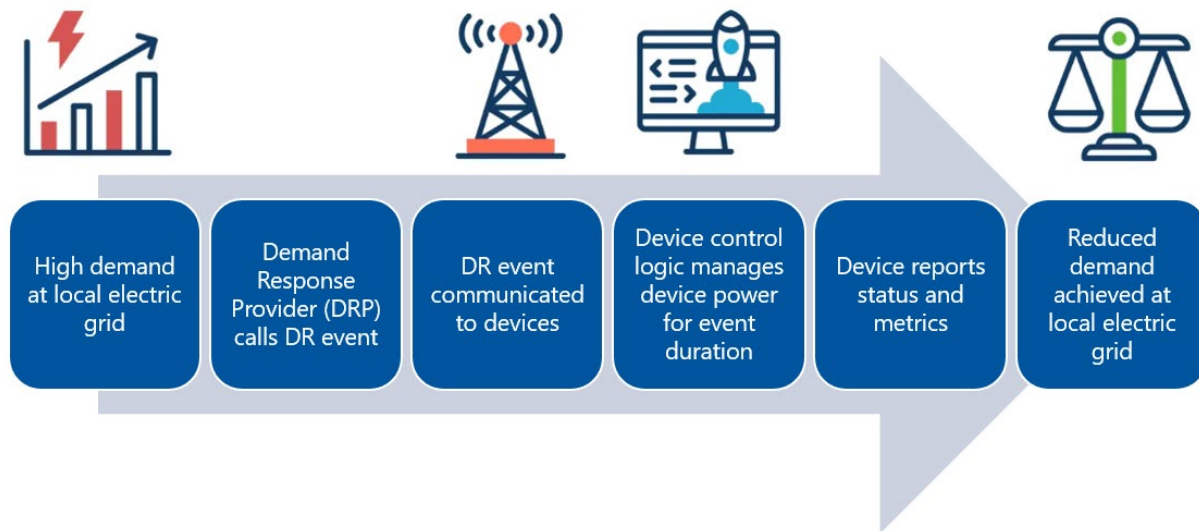 High demand
at local electric
grid
Demand
Response
Provider (DRP)
calls DR event
DR event
communicated
to devices
Device control
logic manages
device power
for event
duration
Device reports
status and
metrics
Reduced
demand
achieved at
local electric
grid